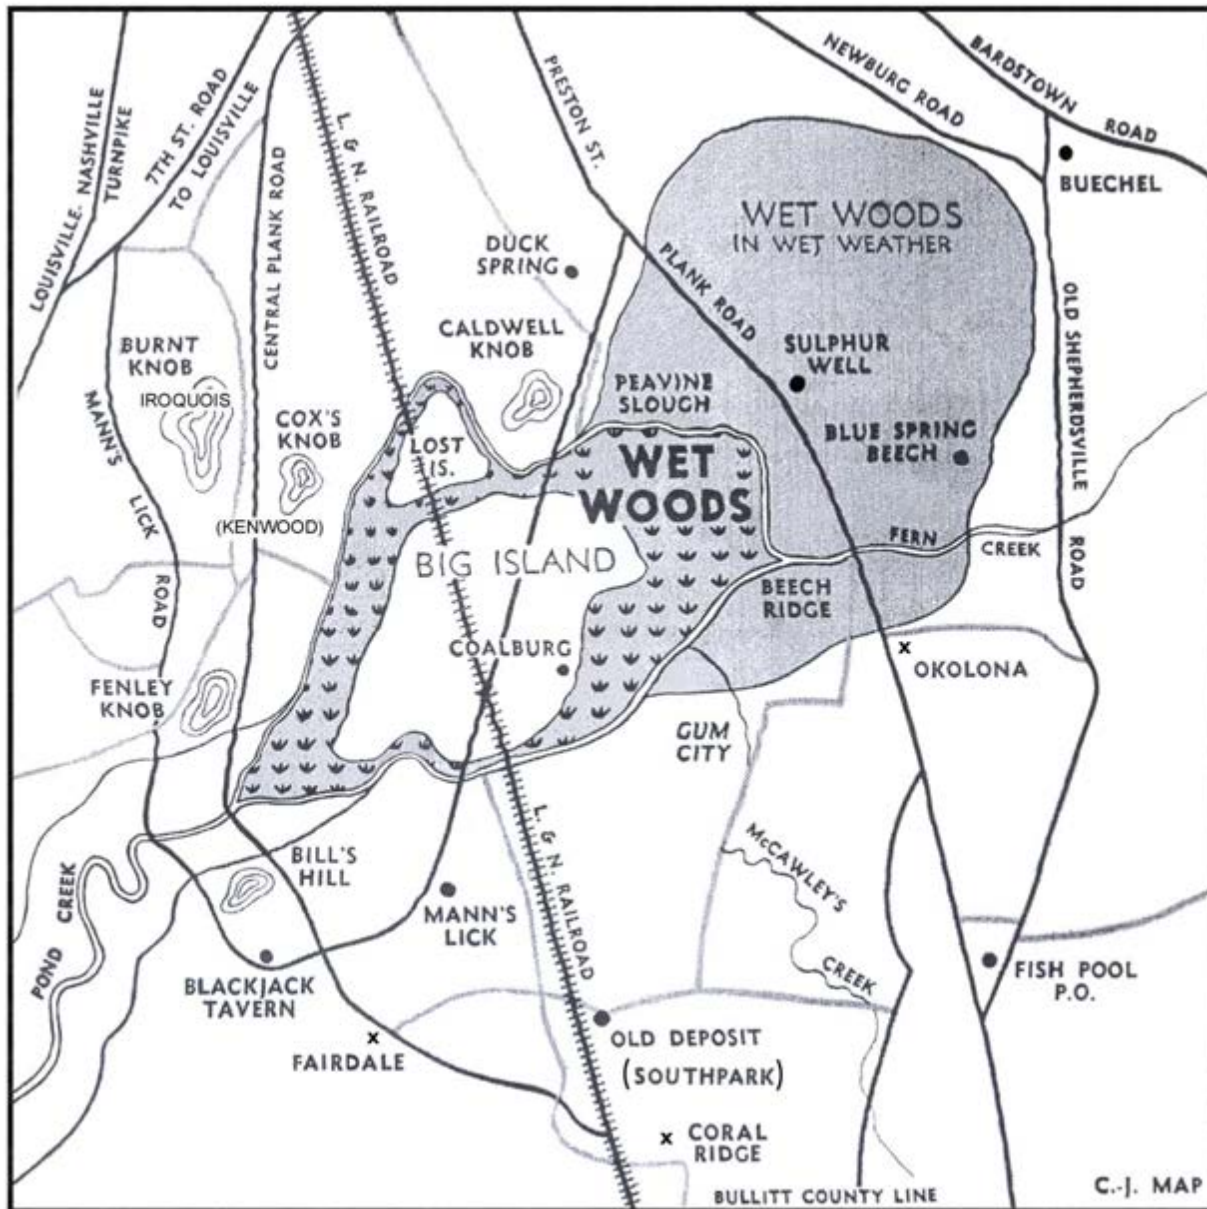 LOUISVILLE-NASHVILLE
TURNPIKE
7TH ST. ROAD
TO LOUISVILLE
CENTRAL PLANK ROAD
L. & N. RAILROAD
PRESTON ST.
PLANK ROAD
NEWBURG ROAD
BARDSTOWN
ROAD
BUECHEL
WET WOODS
IN WET WEATHER
DUCK
SPRING
CALDWELL
KNOB
BURNT
KNOB
IROQUOIS
COX'S
KNOB
(KENWOOD)
MANN'S
LICK
ROAD
LOST
IS.
PEAVINE
SLOUGH
SULPHUR
WELL
BLUE SPRING
BEECH
OLD SHEPHERDSVILLE
ROAD
WET
WOODS
BIG ISLAND
FERN
CREEK
BEECH
RIDGE
COALBURG
OKOLONA
FENLEY
KNOB
GUM
CITY
L. & N. RAILROAD
BILL'S
HILL
MANN'S
LICK
McCAWLEY'S
CREEK
POND CREEK
BLACKJACK
TAVERN
FISH POOL
P.O.
x
FAIRDALE
OLD DEPOSIT
(SOUTHPARK)
x CORAL
RIDGE
BULLITT COUNTY LINE
C.-J. MAP